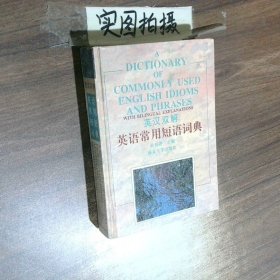 实图拍摄
A
DICTIONARY
OF
COMMONLY USED
ENGLISH IDIOMS
AND PHRASES
WITH BILINGUAL EXPLANATIONS
英汉双解
英语常用短语词典